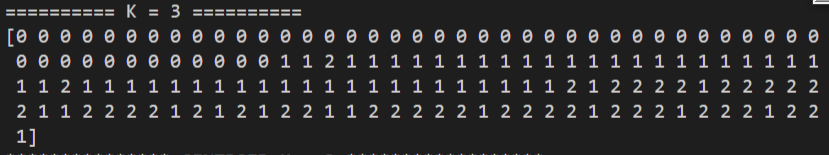 ========== K = 3 ==========
[0 0 0 0 0 0 0 0 0 0 0 0 0 0 0 0 0 0 0 0 0 0 0 0 0 0 0 0 0 0 0 0 0 0 0 0 0
0 0 0 0 0 0 0 0 0 0 0 0 1 1 2 1 1 1 1 1 1 1 1 1 1 1 1 1 1 1 1 1 1 1 1 1 1
1 1 2 1 1 1 1 1 1 1 1 1 1 1 1 1 1 1 1 1 1 1 1 1 1 2 1 2 2 2 2 1 2 2 2 2 2
2 1 1 2 2 2 2 1 2 1 2 1 2 2 1 1 2 2 2 2 2 1 2 2 2 2 1 2 2 2 1 2 2 2 1 2 2
1]